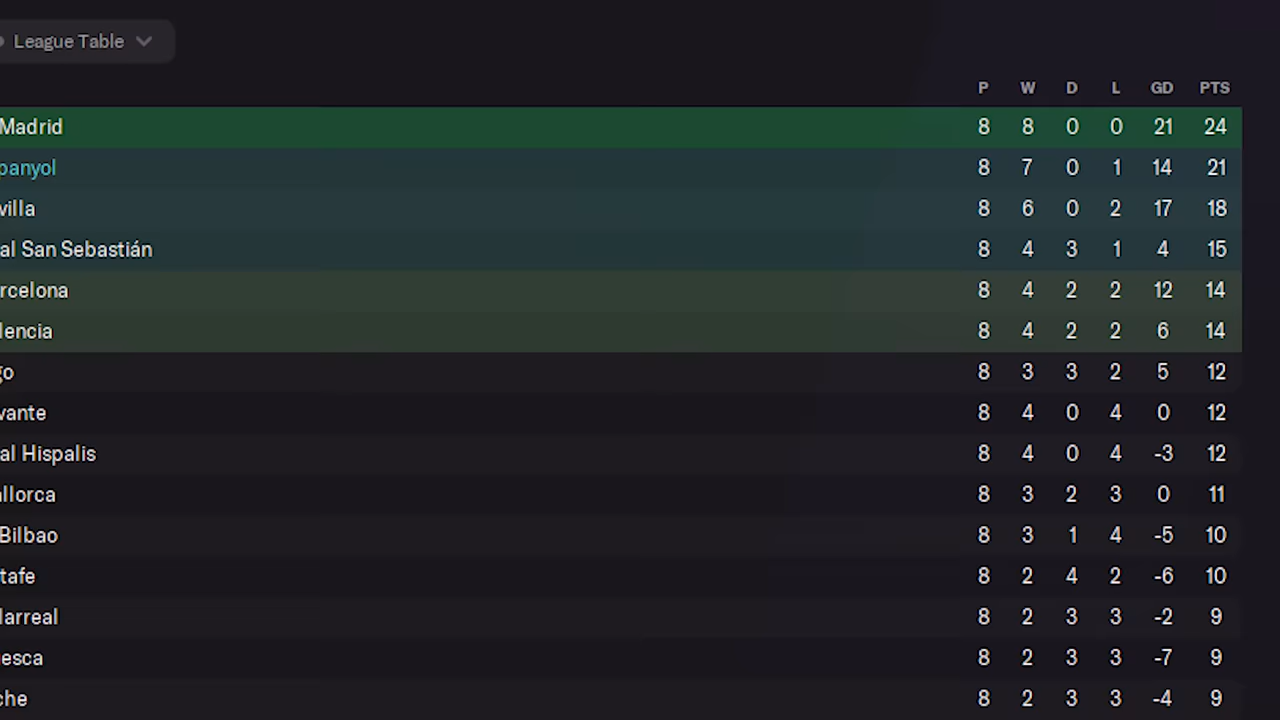 League Table
P W D L GD PTS
Madrid 8 8 0 0 21 24
panyol 8 7 0 1 14 21
villa 8 6 0 2 17 18
al San Sebastián 8 4 3 1 4 15
rcelona 8 4 2 2 12 14
lencia 8 4 2 2 6 14
go 8 3 3 2 5 12
vante 8 4 0 4 0 12
al Hispalis 8 4 0 4 -3 12
allorca 8 3 2 3 0 11
Bilbao 8 3 1 4 -5 10
tafe 8 2 4 2 -6 10
larreal 8 2 3 3 -2 9
esca 8 2 3 3 -7 9
che 8 2 3 3 -4 9